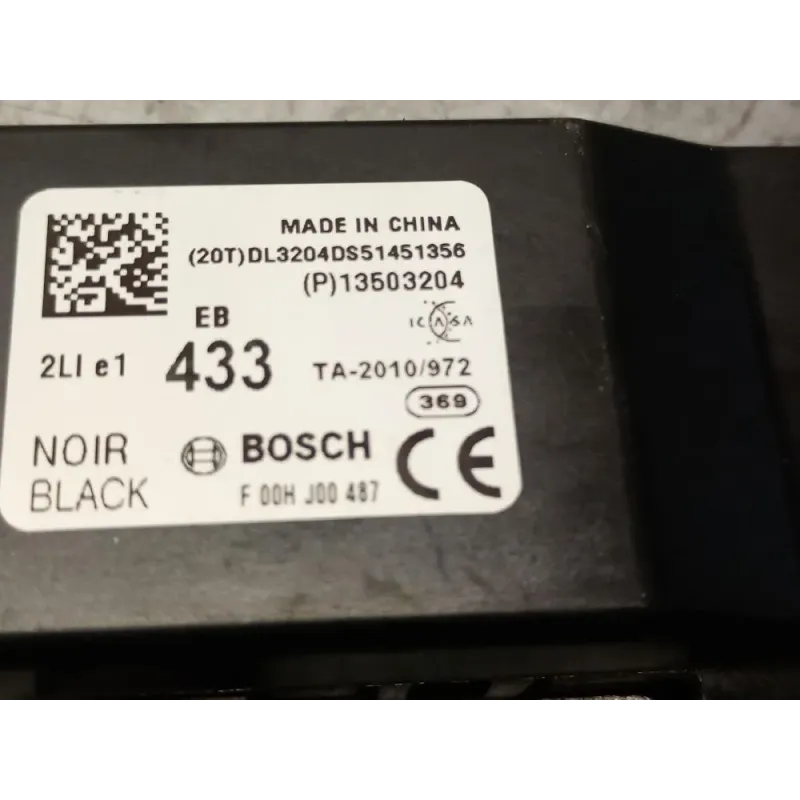 MADE IN CHINA
(20T)DL3204DS51451356
(P)13503204
EB
ICASA
2LI e1
433
TA-2010/972
369
NOIR
BOSCH
CE
BLACK
F 00H J00 487